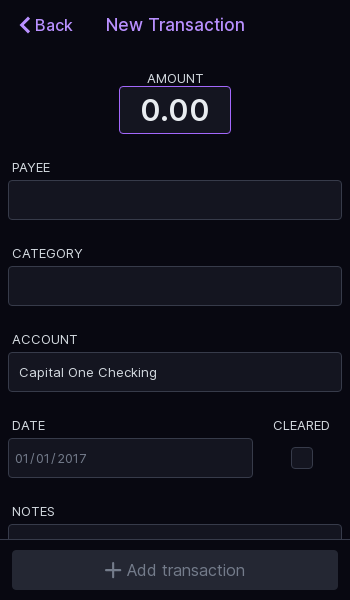 Back New Transaction
AMOUNT
0.00
PAYEE
CATEGORY
ACCOUNT
Capital One Checking
DATE CLEARED
01/01/2017
NOTES
Add transaction